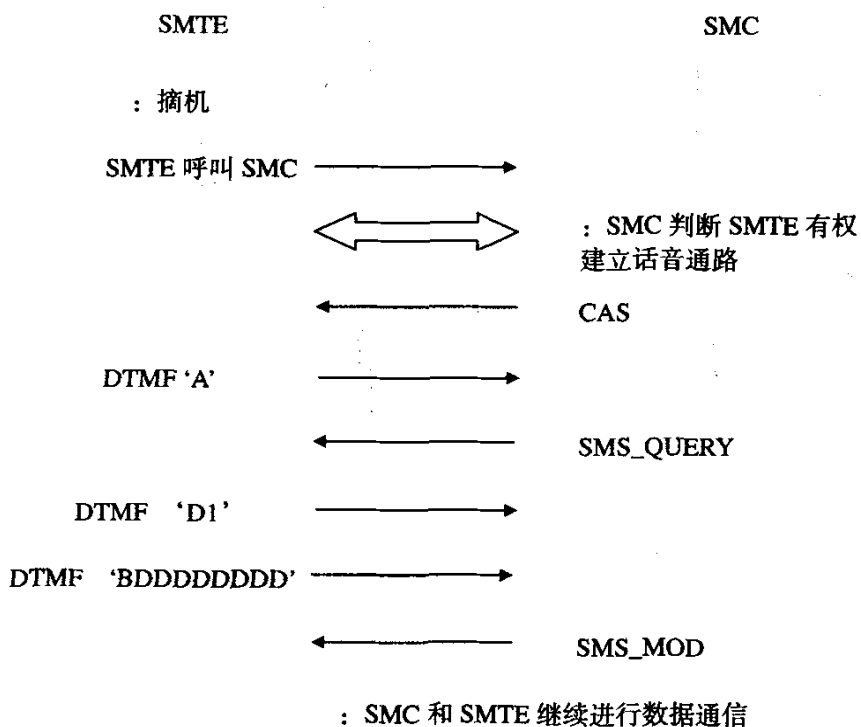 SMTE SMC
：摘机
SMTE 呼叫 SMC
：SMC 判断 SMTE 有权
建立话音通路
CAS
DTMF ‘A’
SMS_QUERY
DTMF ‘D1’
DTMF ‘BDDDDDDDDD’
SMS_MOD
：SMC 和 SMTE 继续进行数据通信